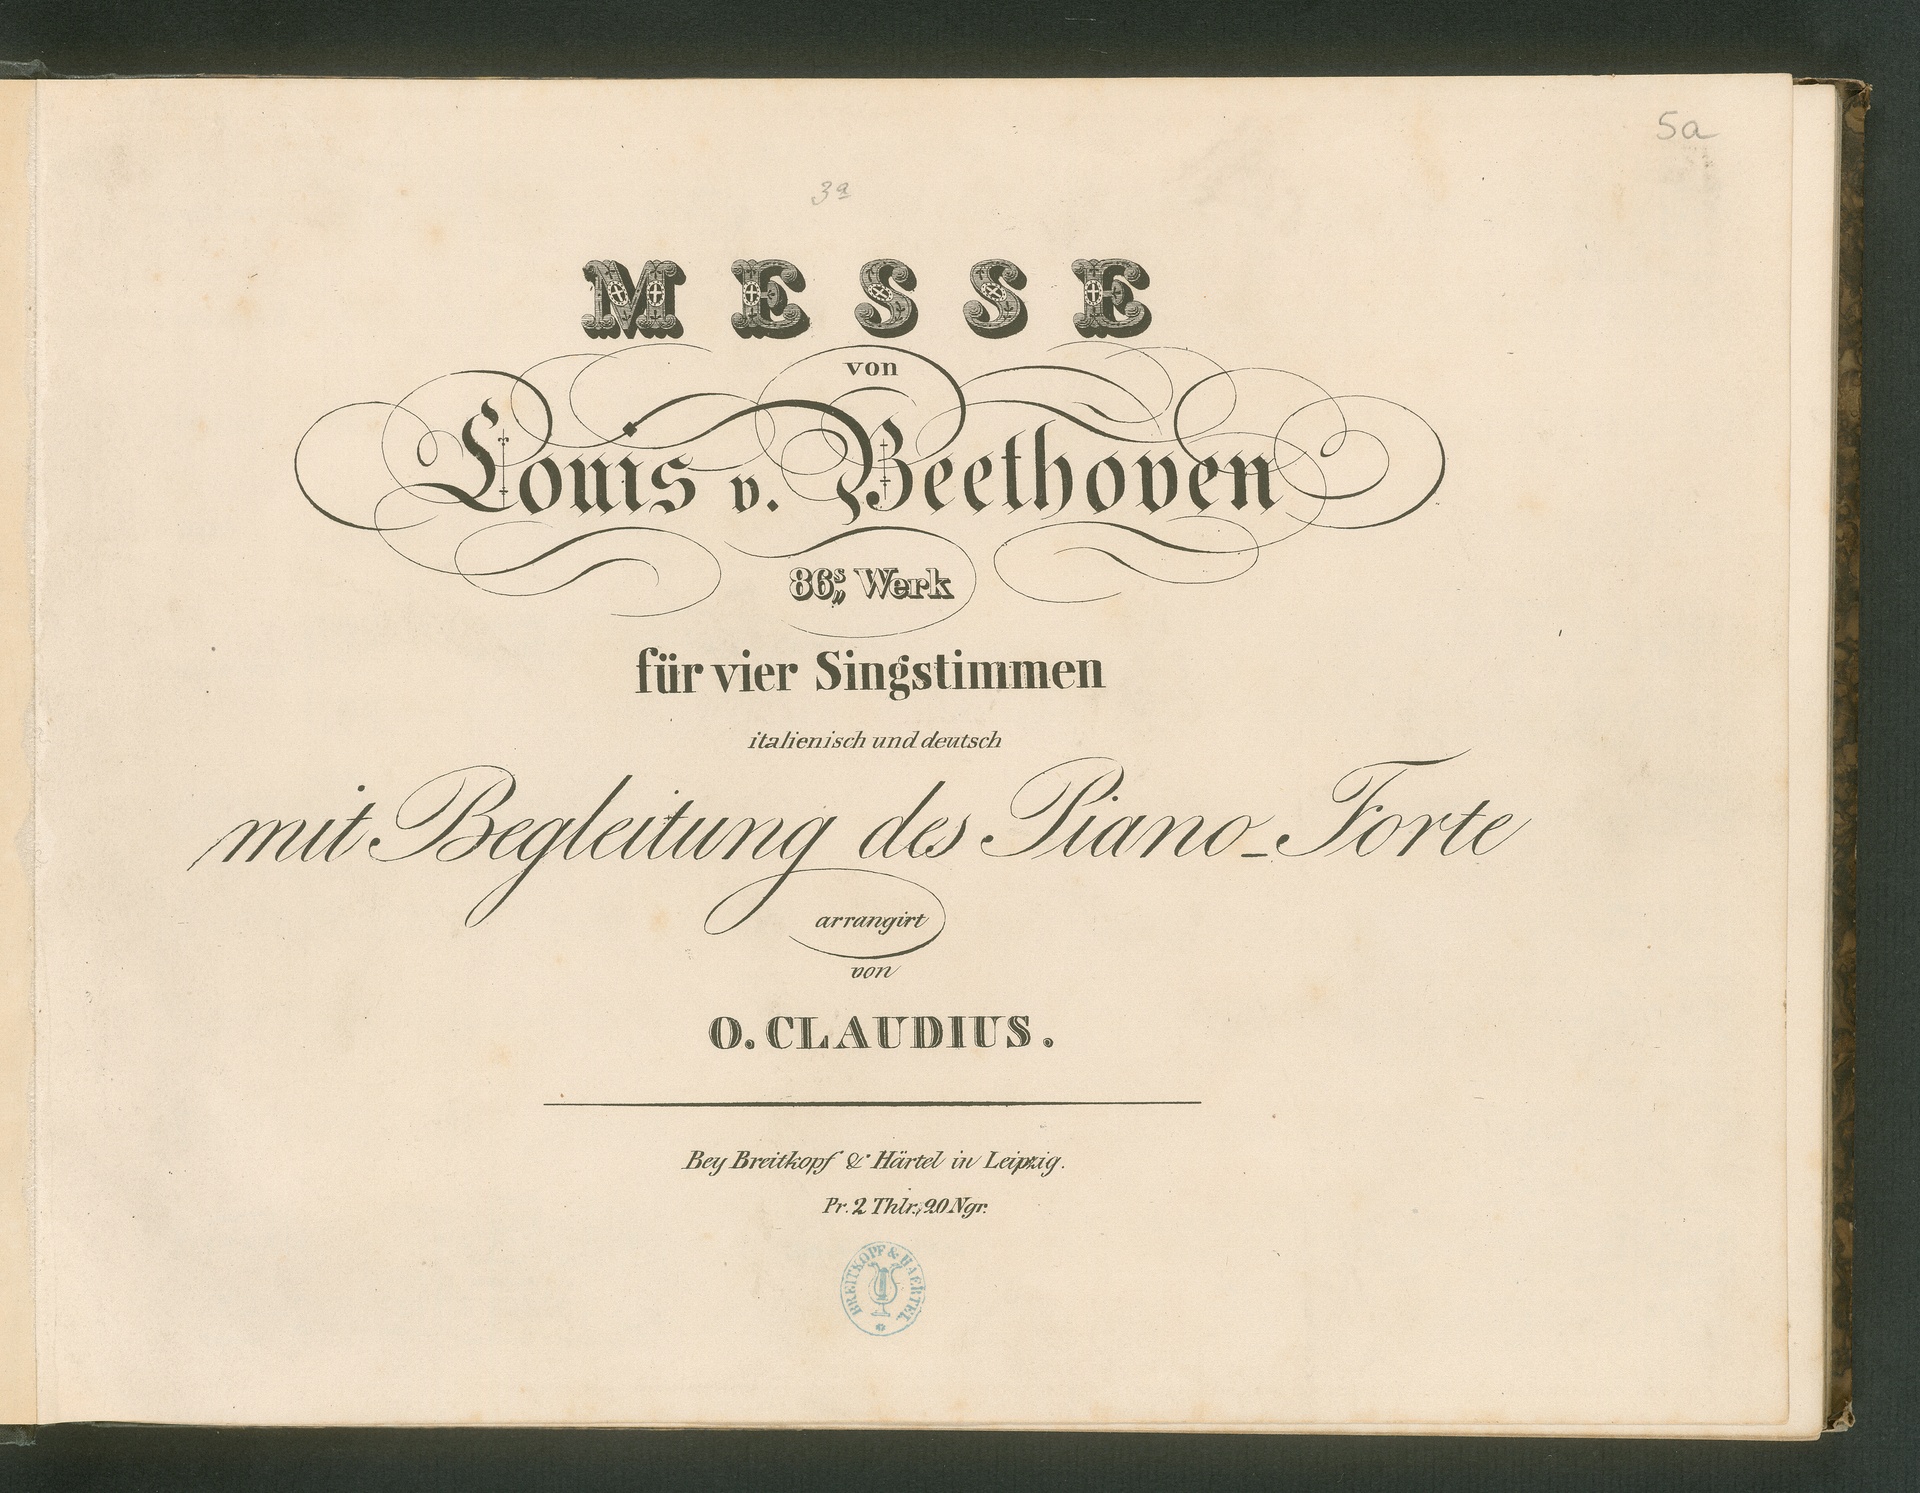 5a
3a
MESSE
von
Louis v. Beethoven
86s Werk
für vier Singstimmen
italienisch und deutsch
mit Begleitung des Piano-Forte
arrangirt
von
O. CLAUDIUS.
Bey Breitkopf & Härtel in Leipzig.
Pr. 2 Thlr. 20 Ngr.
BREITKOPF & HAERTEL